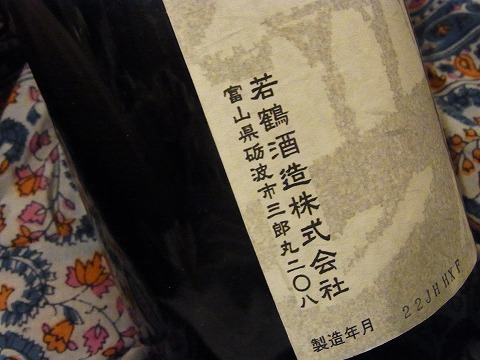 若鶴酒造株式会社
富山県砺波市三郎丸二〇八
製造年月 22JHHXF